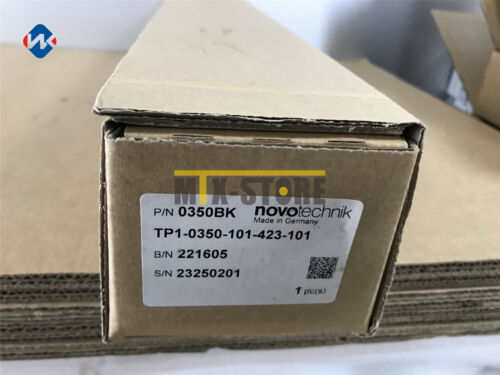 MTX-STORE
P/N 0350BK novotechnik
Made in Germany
TP1-0350-101-423-101
B/N 221605
S/N 23250201
1 pc(s)